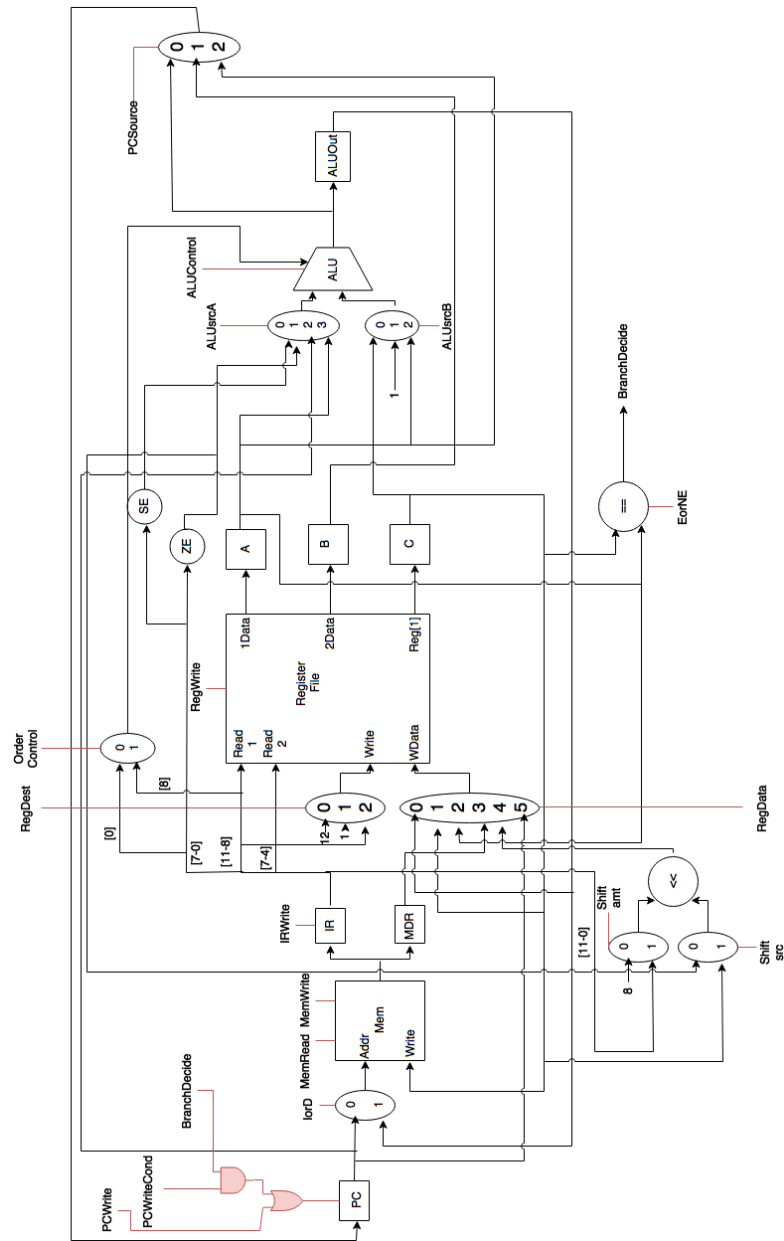 PCWrite
PCWriteCond
BranchDecide
PC
IorD
0
1
MemRead
MemWrite
Addr
Mem
Write
IRWrite
IR
MDR
[0]
[7-0]
[11-8]
[7-4]
[8]
[11-0]
Order
Control
0
1
RegDest
12
1
0
1
2
RegData
0
1
2
3
4
5
Shift
amt
8
0
1
Shift
src
0
1
<<
RegWrite
Read
1
Read
2
Write
WData
Register
File
1Data
2Data
Reg[1]
ZE
SE
A
B
C
ALUsrcA
0
1
2
3
ALUsrcB
1
0
1
2
ALUControl
ALU
ALUOut
PCSource
0
1
2
==
EorNE
BranchDecide